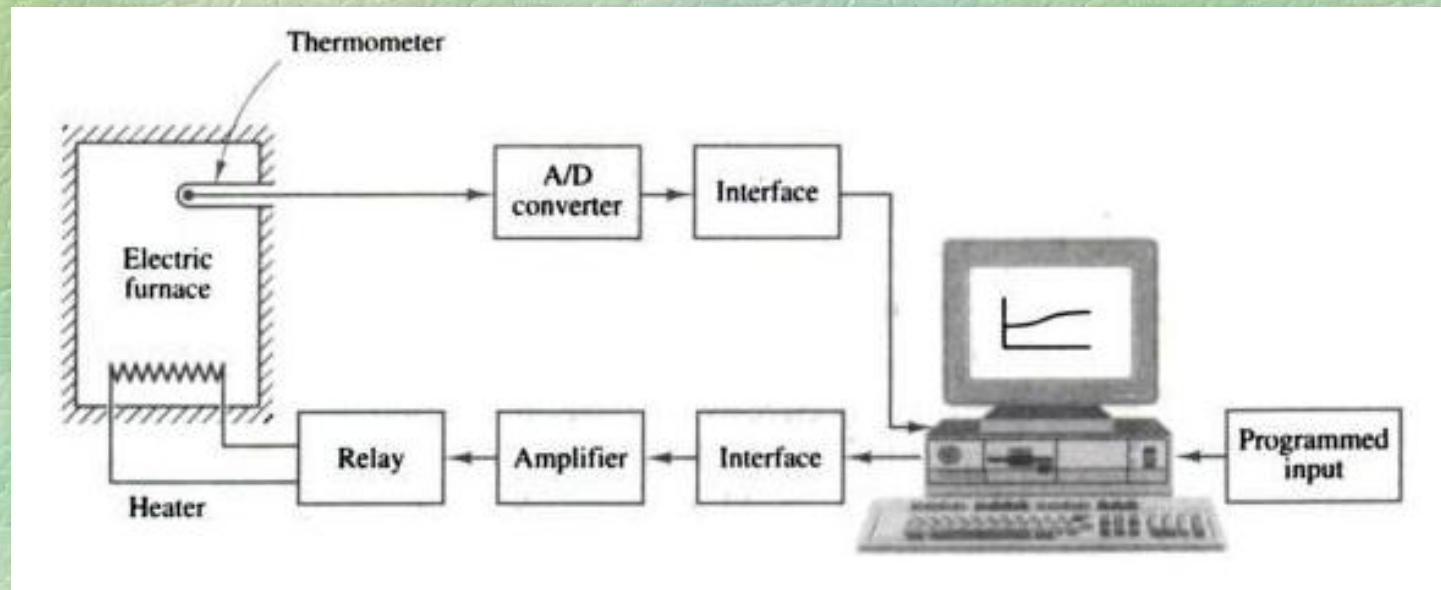 Thermometer
A/D
converter
Interface
Electric
furnace
Programmed
input
Relay
Amplifier
Interface
Heater